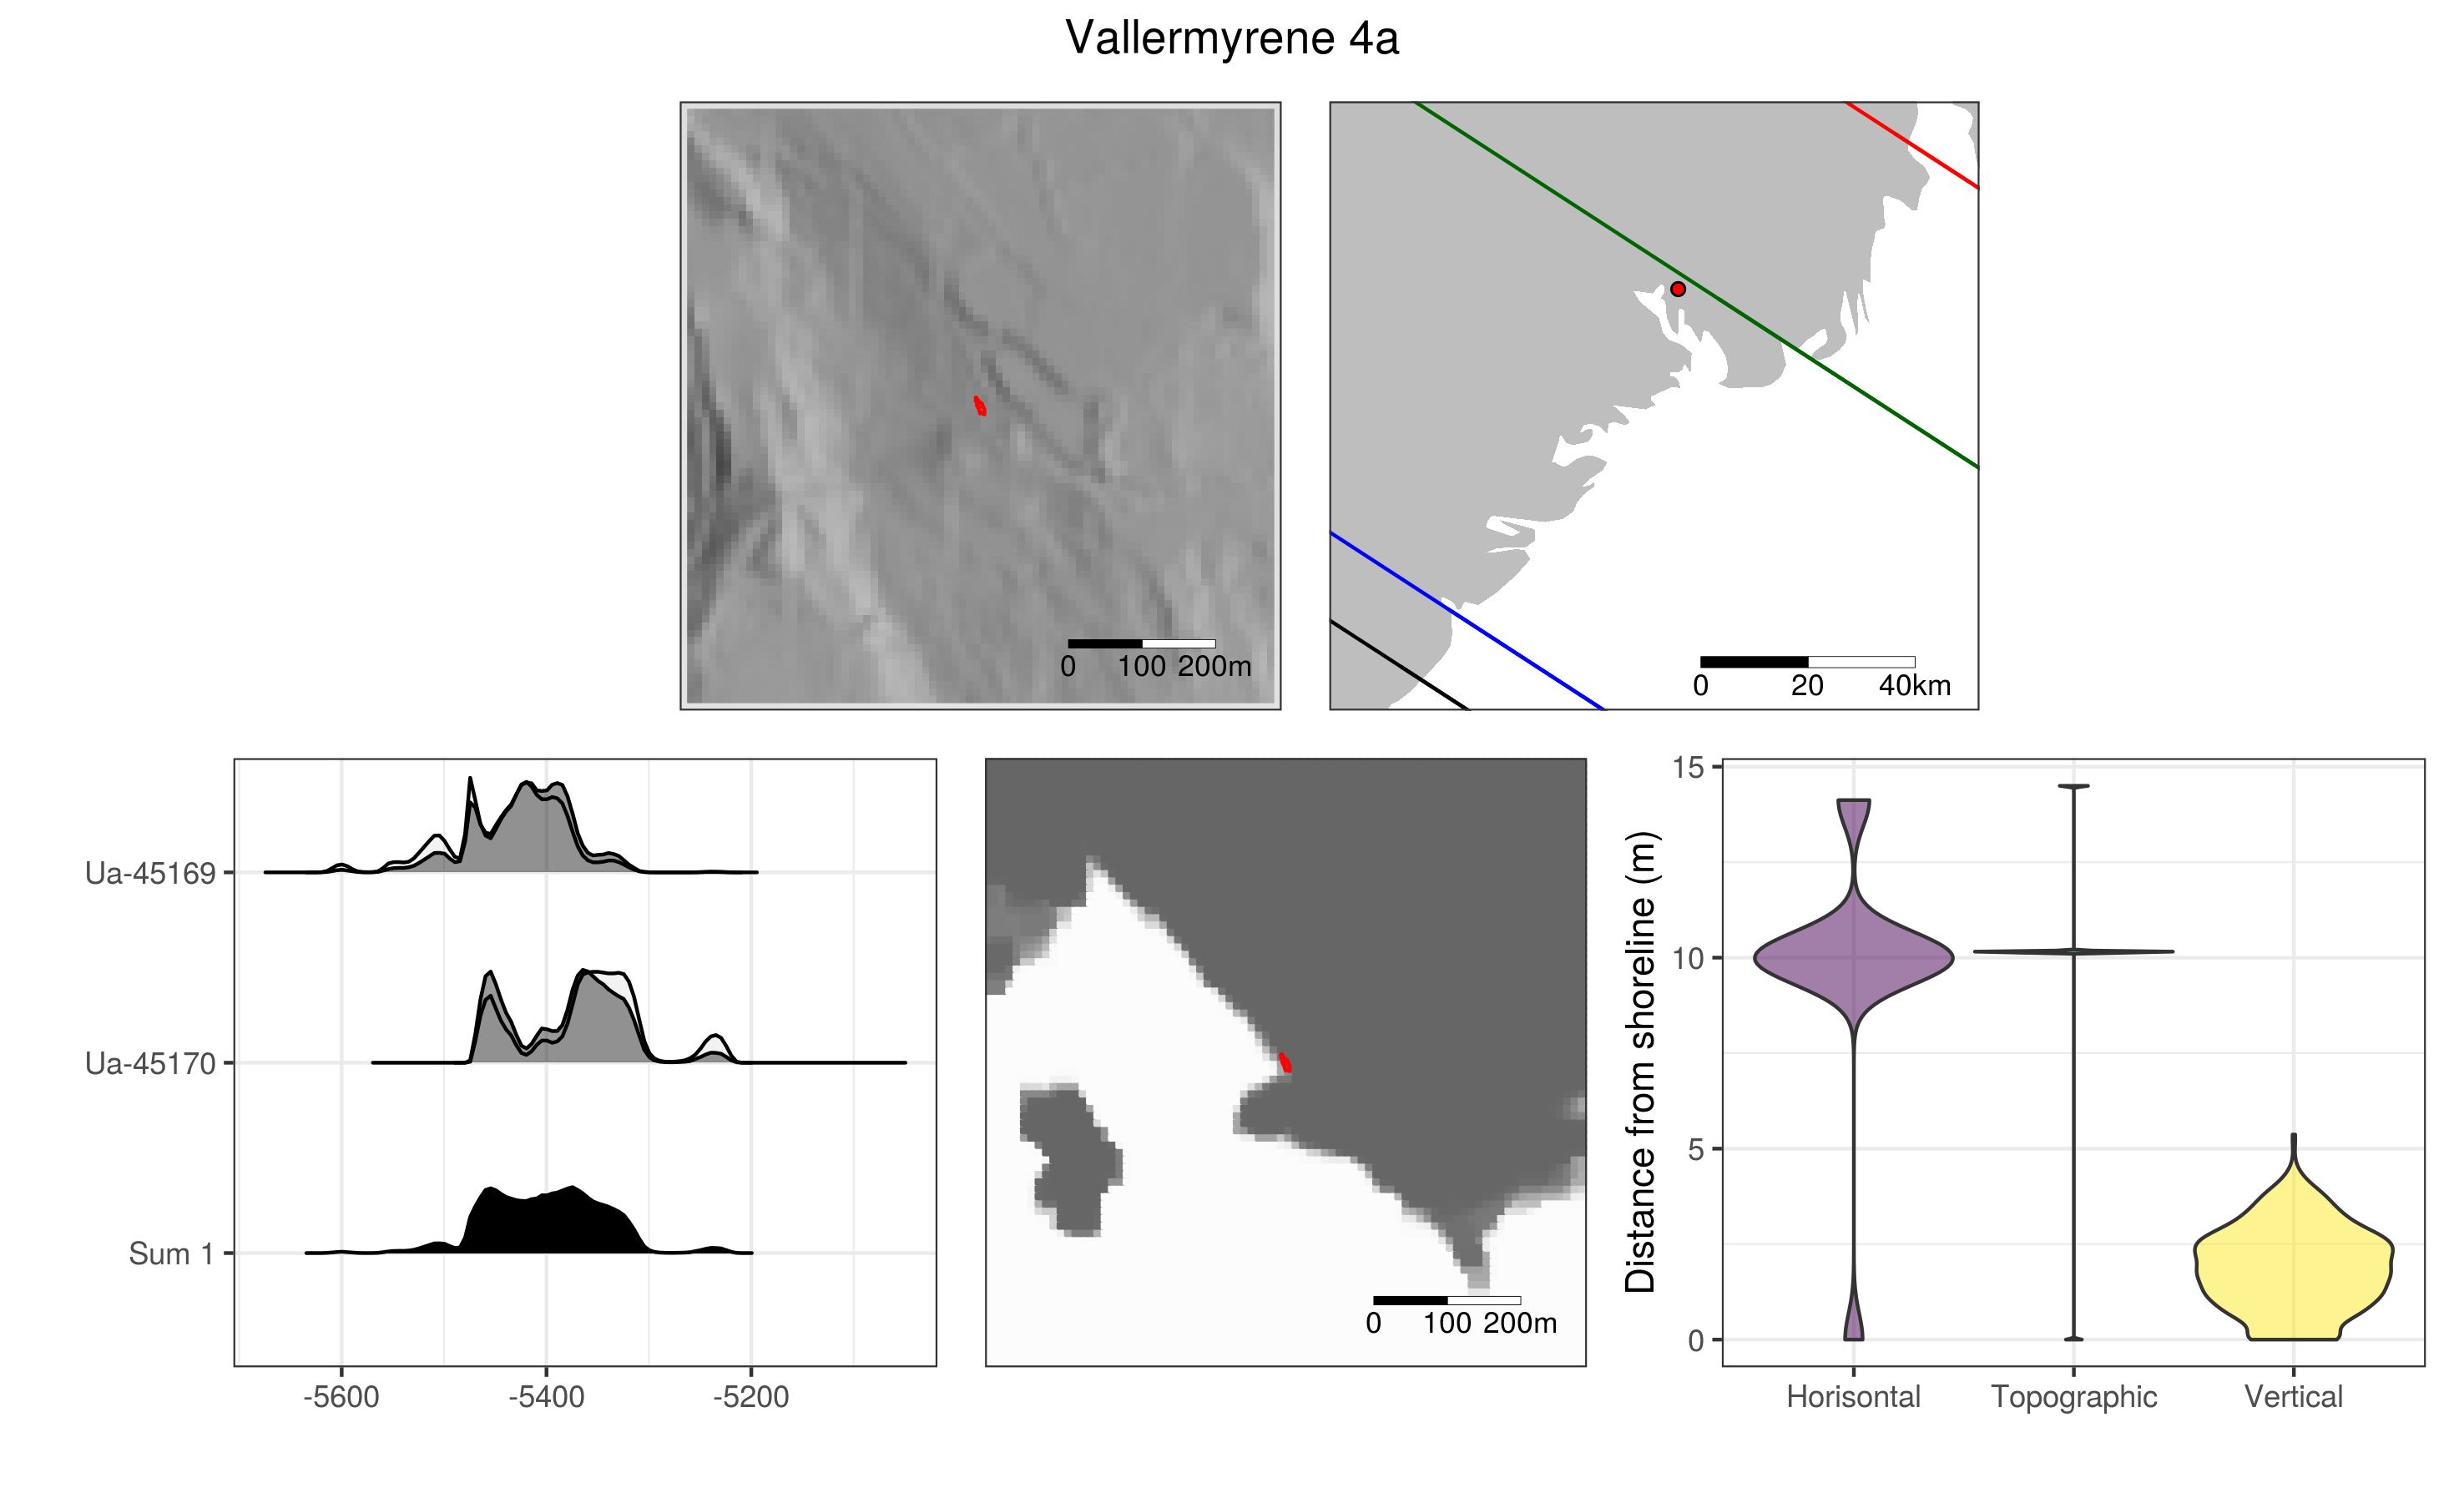 Vallermyrene 4a
0 100 200m
0 20 40km
Ua-45169
Ua-45170
Sum 1
-5600 -5400 -5200
0 100 200m
Distance from shoreline (m)
15
10
5
0
Horisontal Topographic Vertical